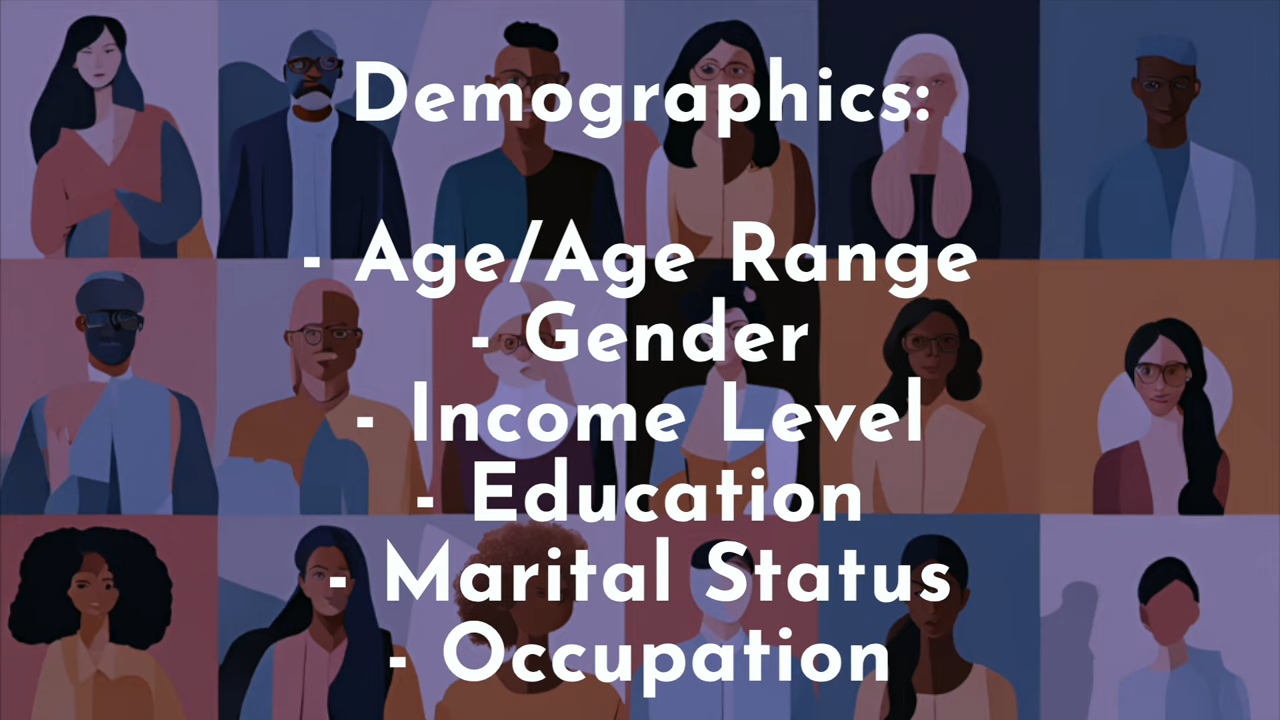 Demographics:
- Age/Age Range
- Gender
- Income Level
- Education
- Marital Status
- Occupation